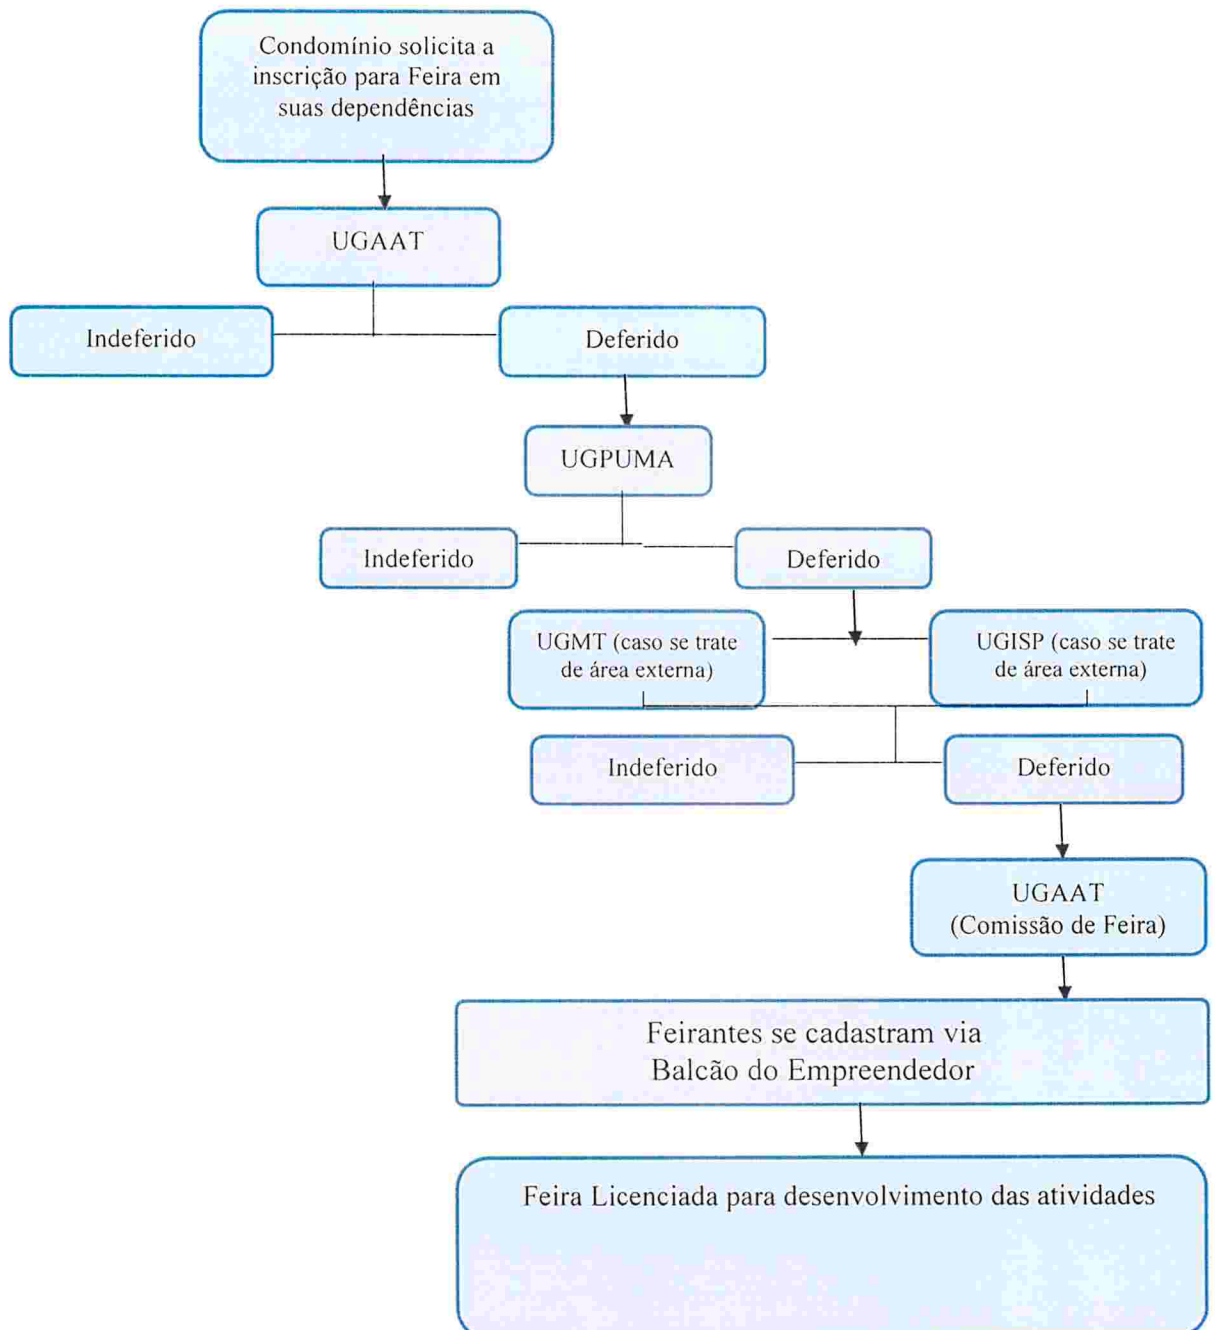 Condomínio solicita a
inscrição para Feira em
suas dependências
UGAAT
Indeferido
Deferido
UGPUMA
Indeferido
Deferido
UGMT (caso se trate
de área externa)
UGISP (caso se trate
de área externa)
Indeferido
Deferido
UGAAT
(Comissão de Feira)
Feirantes se cadastram via
Balcão do Empreendedor
Feira Licenciada para desenvolvimento das atividades